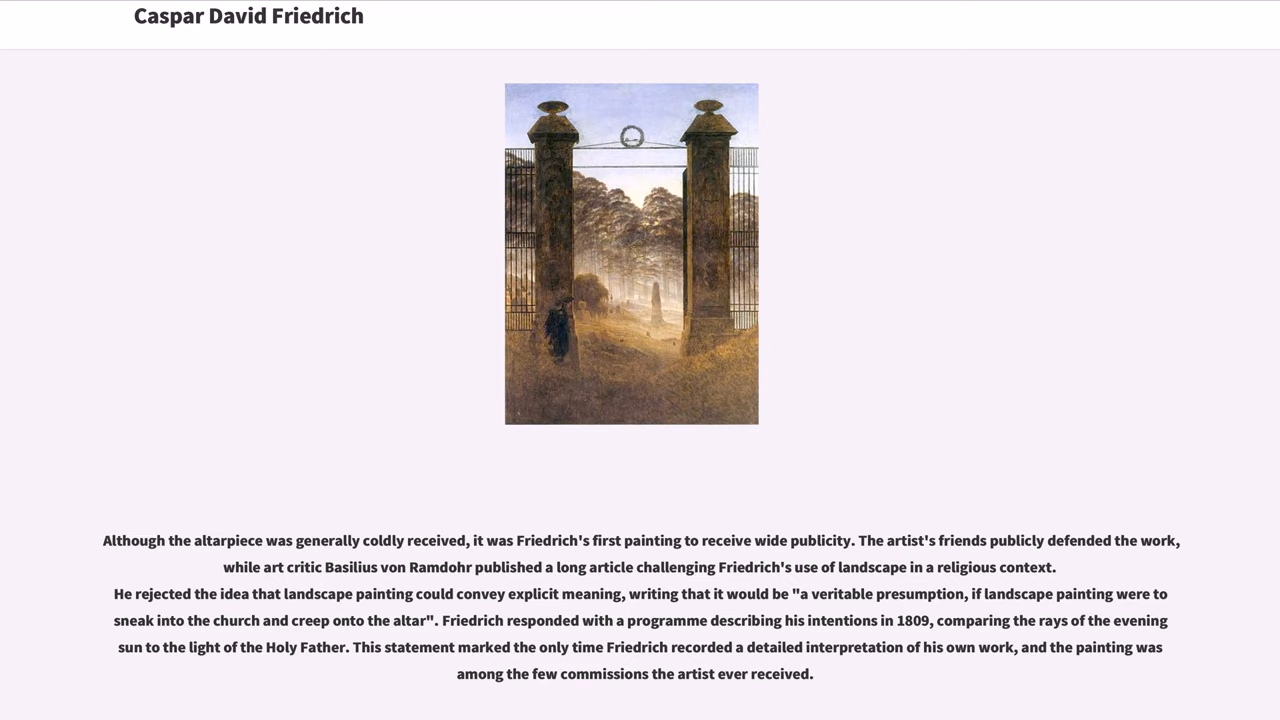 Caspar David Friedrich
Although the altarpiece was generally coldly received, it was Friedrich's first painting to receive wide publicity. The artist's friends publicly defended the work,
while art critic Basilius von Ramdohr published a long article challenging Friedrich's use of landscape in a religious context.
He rejected the idea that landscape painting could convey explicit meaning, writing that it would be "a veritable presumption, if landscape painting were to
sneak into the church and creep onto the altar". Friedrich responded with a programme describing his intentions in 1809, comparing the rays of the evening
sun to the light of the Holy Father. This statement marked the only time Friedrich recorded a detailed interpretation of his own work, and the painting was
among the few commissions the artist ever received.